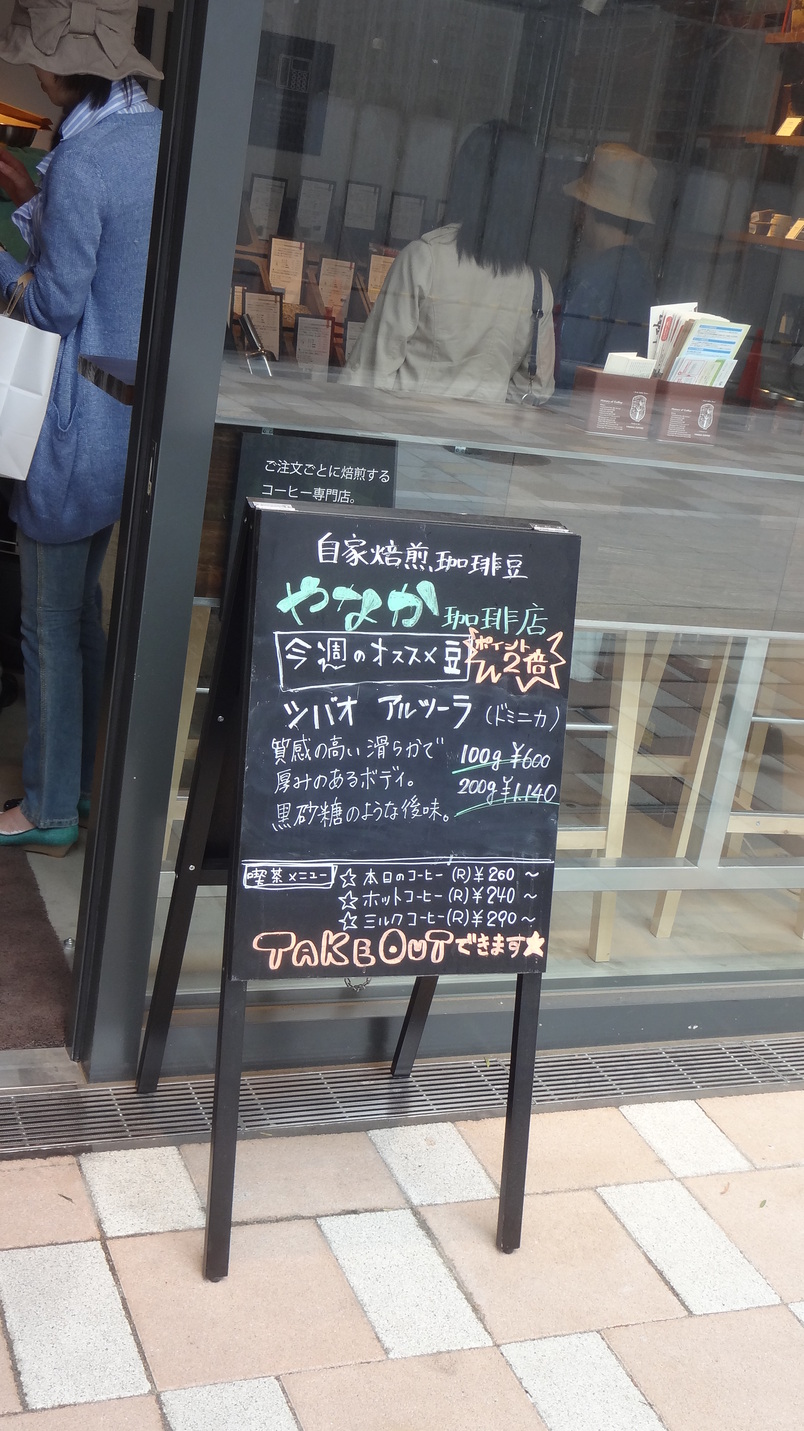 ご注文ごとに焙煎する
コーヒー専門店。
自家焙煎珈琲豆
やなか珈琲店
今週のオススメ豆 ポイント2倍
シバオ アルツーラ (ドミニカ)
質感の高い滑らかで
厚みのあるボディ。
黒砂糖のような後味。
100g ¥600
200g ¥1,140
喫茶メニュー ☆ 本日のコーヒー (R) ¥260 ～
☆ ホットコーヒー (R) ¥240 ～
☆ ミルクコーヒー (R) ¥290 ～
TAKE OUTできます★